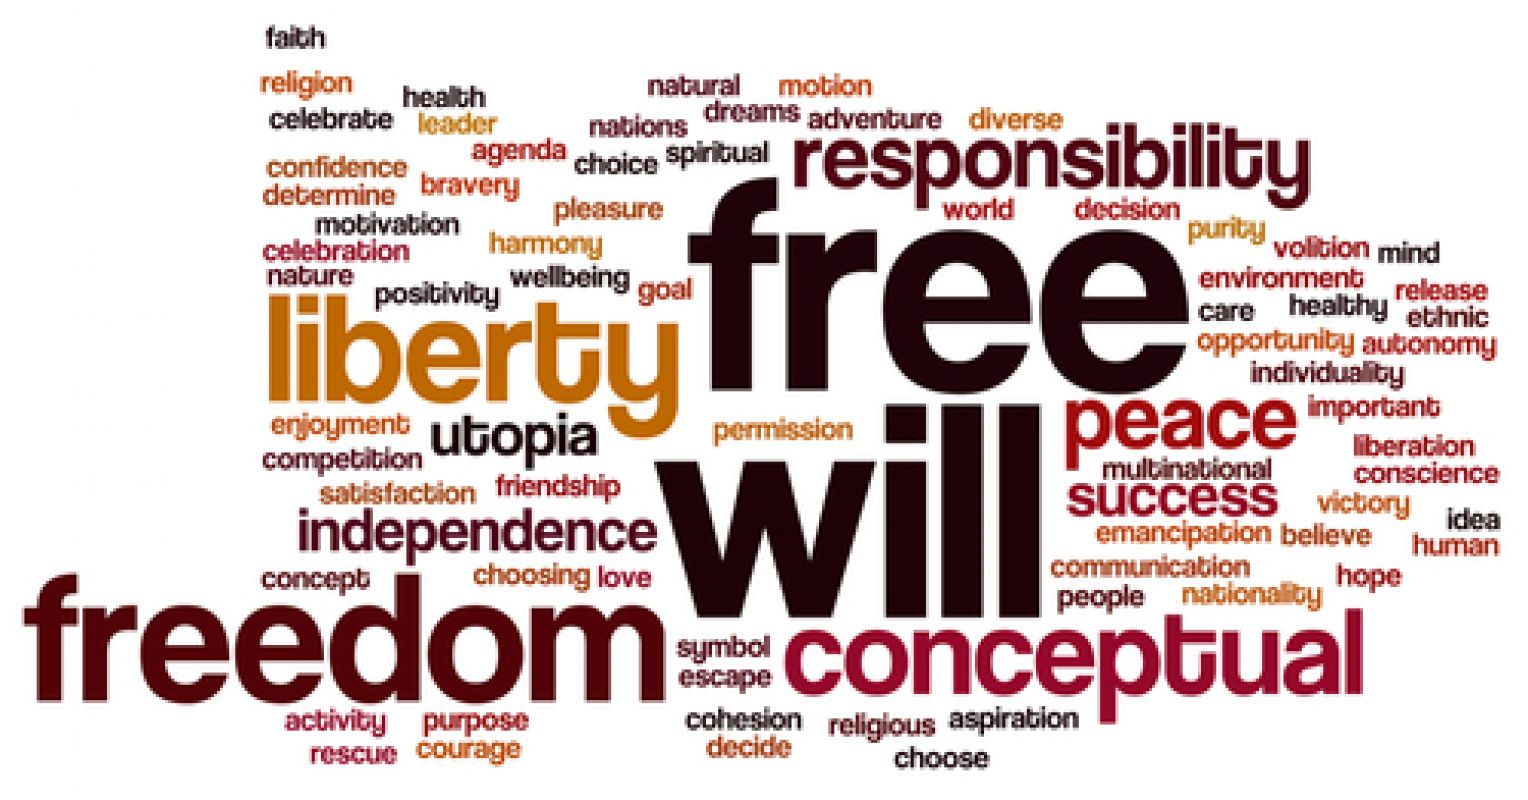 faith
religion
health
natural
motion
celebrate
leader
nations
dreams
adventure
diverse
agenda
choice
spiritual
responsibility
confidence
determine
bravery
pleasure
world
decision
motivation
harmony
free
purity
celebration
volition
mind
nature
positivity
wellbeing
goal
environment
care
healthy
release
ethnic
liberty
opportunity
autonomy
individuality
enjoyment
utopia
permission
peace
important
competition
multinational
liberation
conscience
satisfaction
friendship
will
success
victory
independence
emancipation
believe
idea
human
concept
choosing
love
communication
hope
people
nationality
freedom
symbol
escape
conceptual
activity
purpose
cohesion
religious
aspiration
rescue
courage
decide
choose